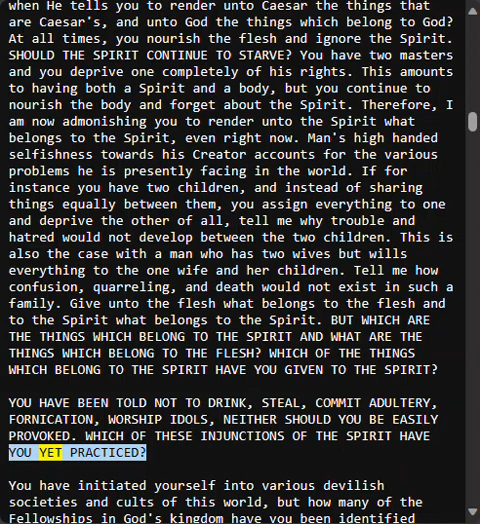 when He tells you to render unto Caesar the things that
are Caesar's, and unto God the things which belong to God?
At all times, you nourish the flesh and ignore the Spirit.
SHOULD THE SPIRIT CONTINUE TO STARVE? You have two masters
and you deprive one completely of his rights. This amounts
to having both a Spirit and a body, but you continue to
nourish the body and forget about the Spirit. Therefore, I
am now admonishing you to render unto the Spirit what
belongs to the Spirit, even right now. Man's high handed
selfishness towards his Creator accounts for the various
problems he is presently facing in the world. If for
instance you have two children, and instead of sharing
things equally between them, you assign everything to one
and deprive the other of all, tell me why trouble and
hatred would not develop between the two children. This is
also the case with a man who has two wives but wills
everything to the one wife and her children. Tell me how
confusion, quarreling, and death would not exist in such a
family. Give unto the flesh what belongs to the flesh and
to the Spirit what belongs to the Spirit. BUT WHICH ARE
THE THINGS WHICH BELONG TO THE SPIRIT AND WHAT ARE THE
THINGS WHICH BELONG TO THE FLESH? WHICH OF THE THINGS
WHICH BELONG TO THE SPIRIT HAVE YOU GIVEN TO THE SPIRIT?
YOU HAVE BEEN TOLD NOT TO DRINK, STEAL, COMMIT ADULTERY,
FORNICATION, WORSHIP IDOLS, NEITHER SHOULD YOU BE EASILY
PROVOKED. WHICH OF THESE INJUNCTIONS OF THE SPIRIT HAVE
YOU YET PRACTICED?
You have initiated yourself into various devilish
societies and cults of this world, but how many of the
Fellowships in God's kingdom have you been identified